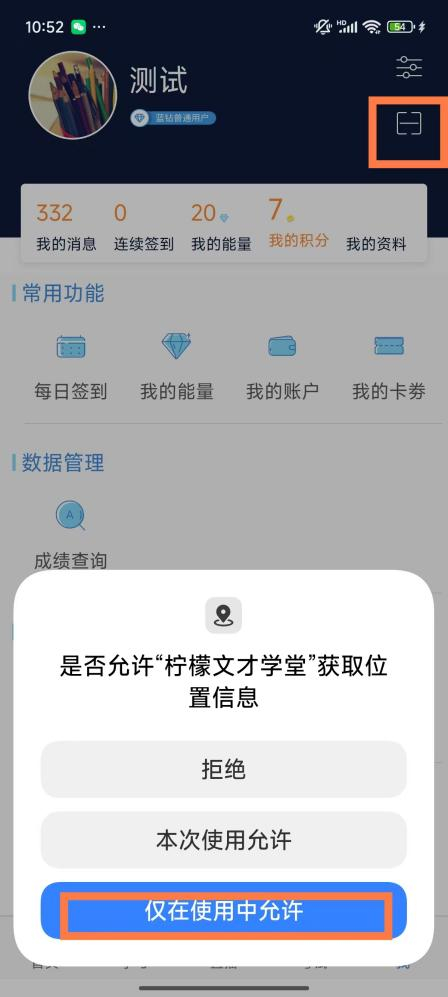 10:52
HD
54
测试
蓝钻普通用户
332
0
20
7
我的消息
连续签到
我的能量
我的积分
我的资料
常用功能
每日签到
我的能量
我的账户
我的卡券
数据管理
A
成绩查询
是否允许“柠檬文才学堂”获取位
置信息
拒绝
本次使用允许
仅在使用中允许